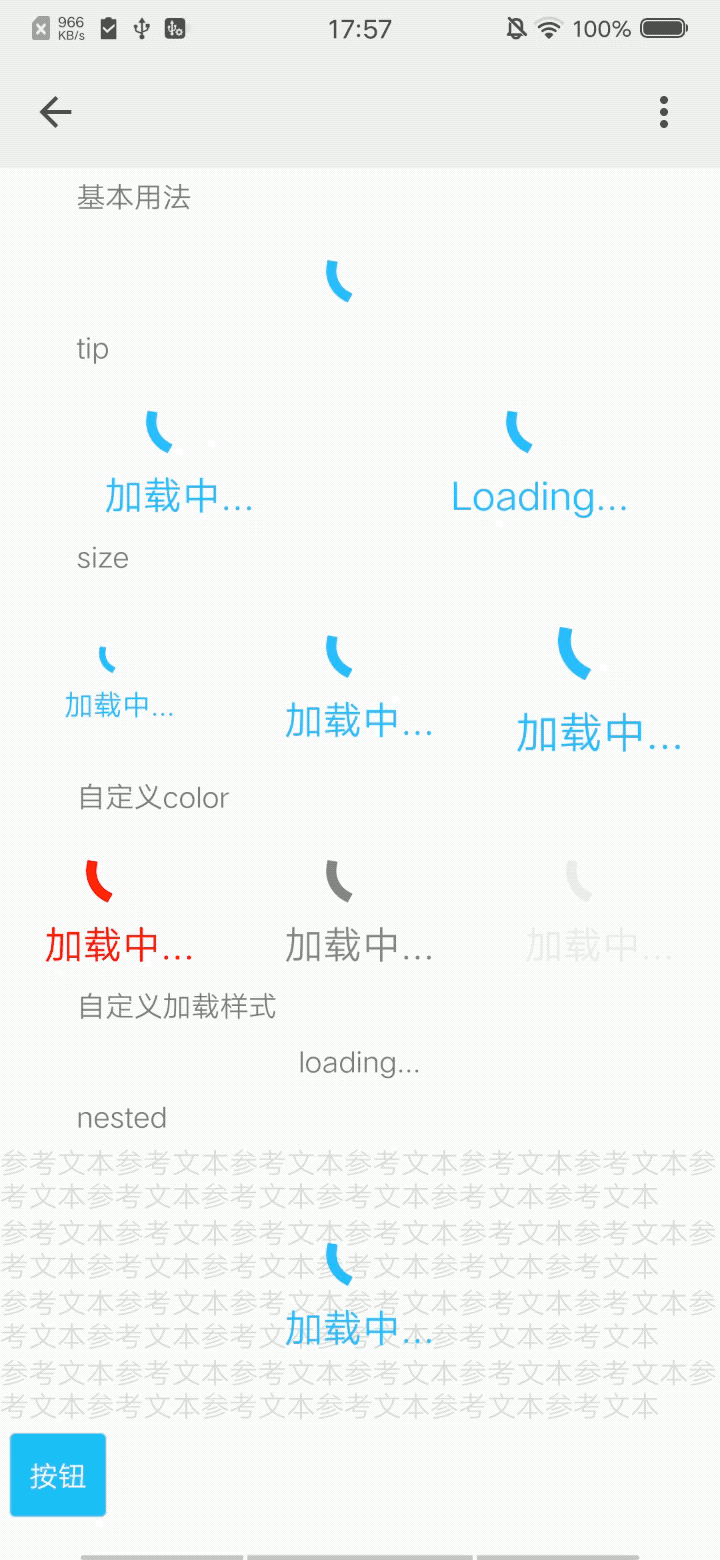 966
KB/s
17:57
100%
基本用法
tip
加载中... Loading...
size
加载中... 加载中... 加载中...
自定义color
加载中... 加载中... 加载中...
自定义加载样式
loading...
nested
参考文本参考文本参考文本参考文本参考文本参考文本参
考文本参考文本参考文本参考文本参考文本参考文本
参考文本参考文本参考文本参考文本参考文本参考文本参
考文本参考文本参考文本参考文本参考文本参考文本
加载中...
参考文本参考文本参考文本参考文本参考文本参考文本参
考文本参考文本参考文本参考文本参考文本参考文本
参考文本参考文本参考文本参考文本参考文本参考文本参
考文本参考文本参考文本参考文本参考文本参考文本
按钮